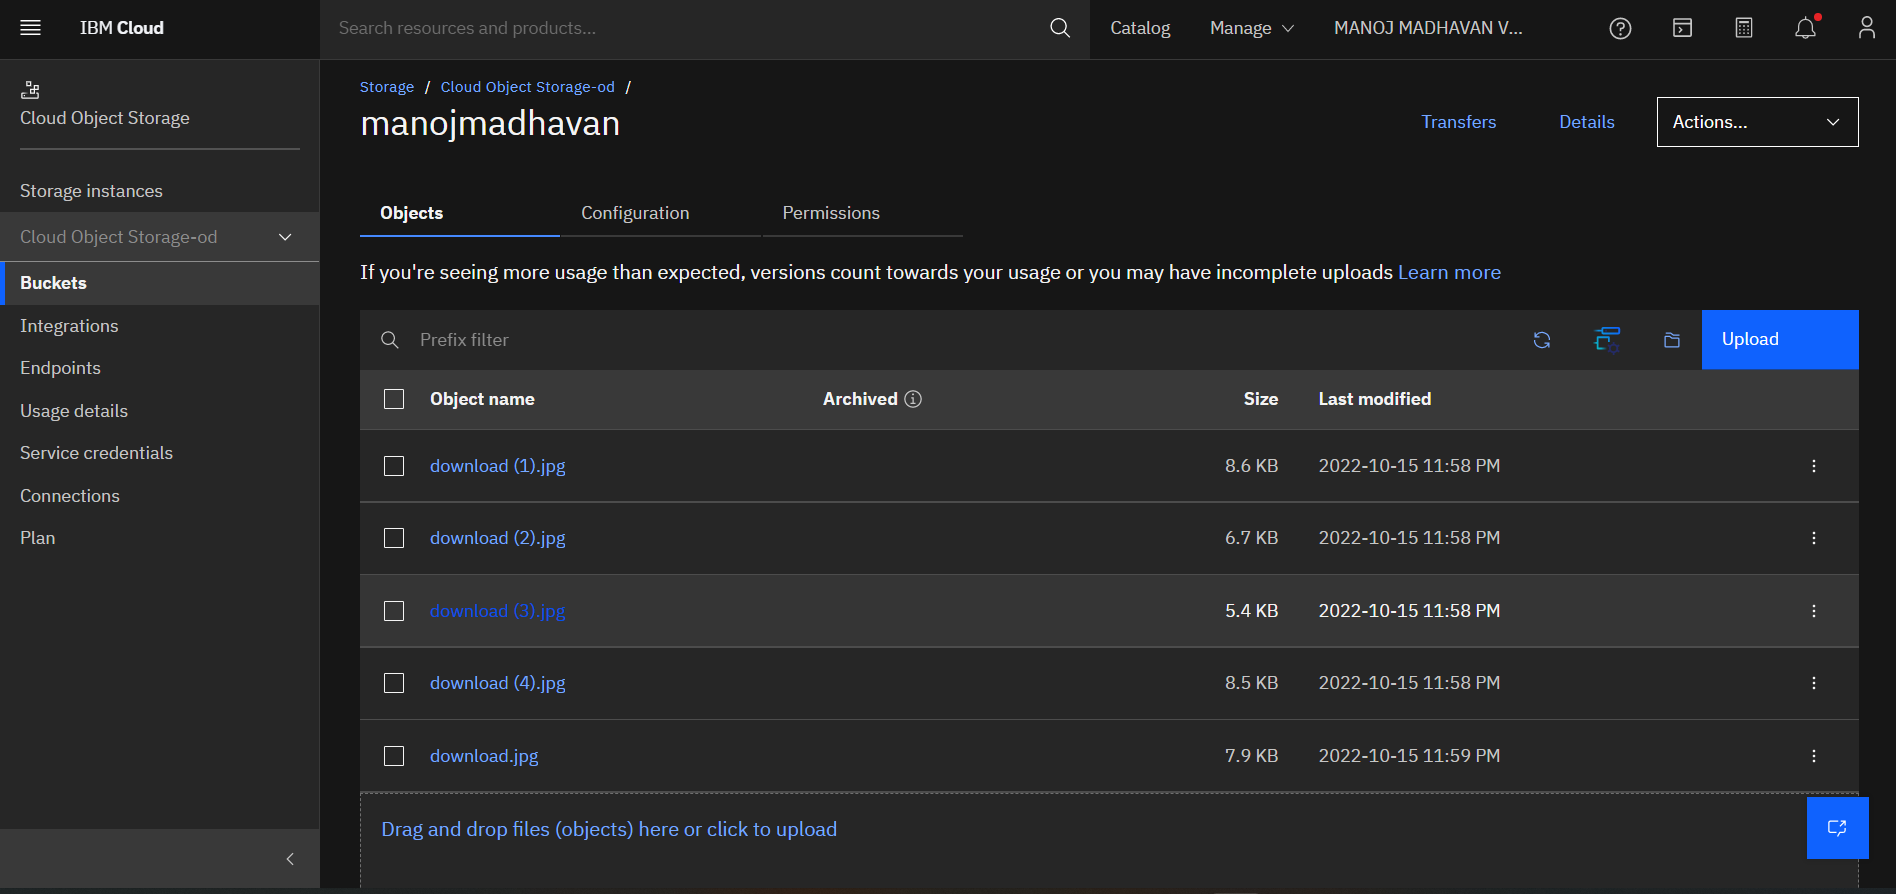 IBM Cloud
Search resources and products...
Catalog
Manage
MANOJ MADHAVAN V...
Cloud Object Storage
Storage instances
Cloud Object Storage-od
Buckets
Integrations
Endpoints
Usage details
Service credentials
Connections
Plan
Storage / Cloud Object Storage-od /
manojmadhavan
Transfers
Details
Actions...
Objects
Configuration
Permissions
If you're seeing more usage than expected, versions count towards your usage or you may have incomplete uploads Learn more
Prefix filter
Upload
Object name Archived Size Last modified
download (1).jpg 8.6 KB 2022-10-15 11:58 PM
download (2).jpg 6.7 KB 2022-10-15 11:58 PM
download (3).jpg 5.4 KB 2022-10-15 11:58 PM
download (4).jpg 8.5 KB 2022-10-15 11:58 PM
download.jpg 7.9 KB 2022-10-15 11:59 PM
Drag and drop files (objects) here or click to upload